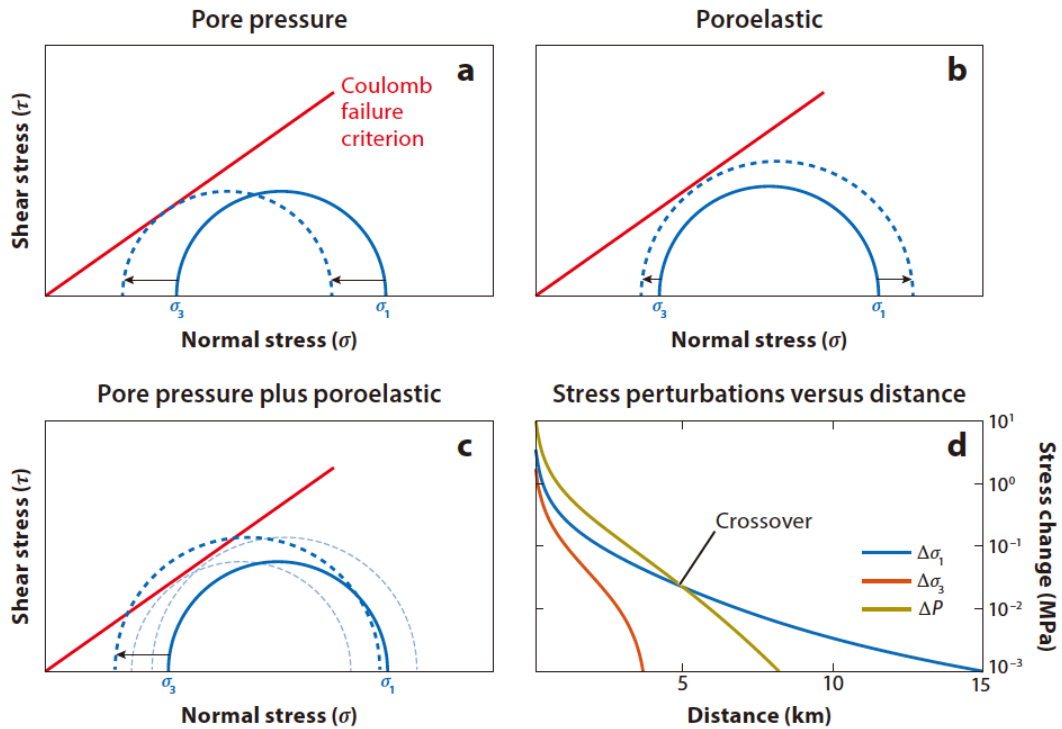 Pore pressure
a
Coulomb
failure
criterion
Shear stress (τ)
σ₃
σ₁
Normal stress (σ)
Poroelastic
b
σ₃
σ₁
Normal stress (σ)
Pore pressure plus poroelastic
c
Shear stress (τ)
σ₃
σ₁
Normal stress (σ)
Stress perturbations versus distance
d
Crossover
Δσ₁
Δσ₃
ΔP
10¹
10⁰
10⁻¹
10⁻²
10⁻³
Stress change (MPa)
5
10
15
Distance (km)